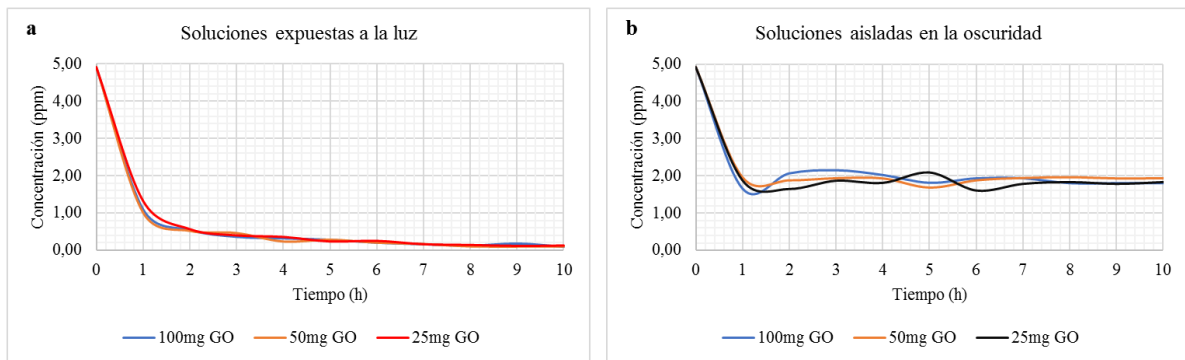 a
Soluciones expuestas a la luz
5,00
4,00
3,00
2,00
1,00
0,00
Concentración (ppm)
0 1 2 3 4 5 6 7 8 9 10
Tiempo (h)
100mg GO 50mg GO 25mg GO
b
Soluciones aisladas en la oscuridad
5,00
4,00
3,00
2,00
1,00
0,00
Concentración (ppm)
0 1 2 3 4 5 6 7 8 9 10
Tiempo (h)
100mg GO 50mg GO 25mg GO